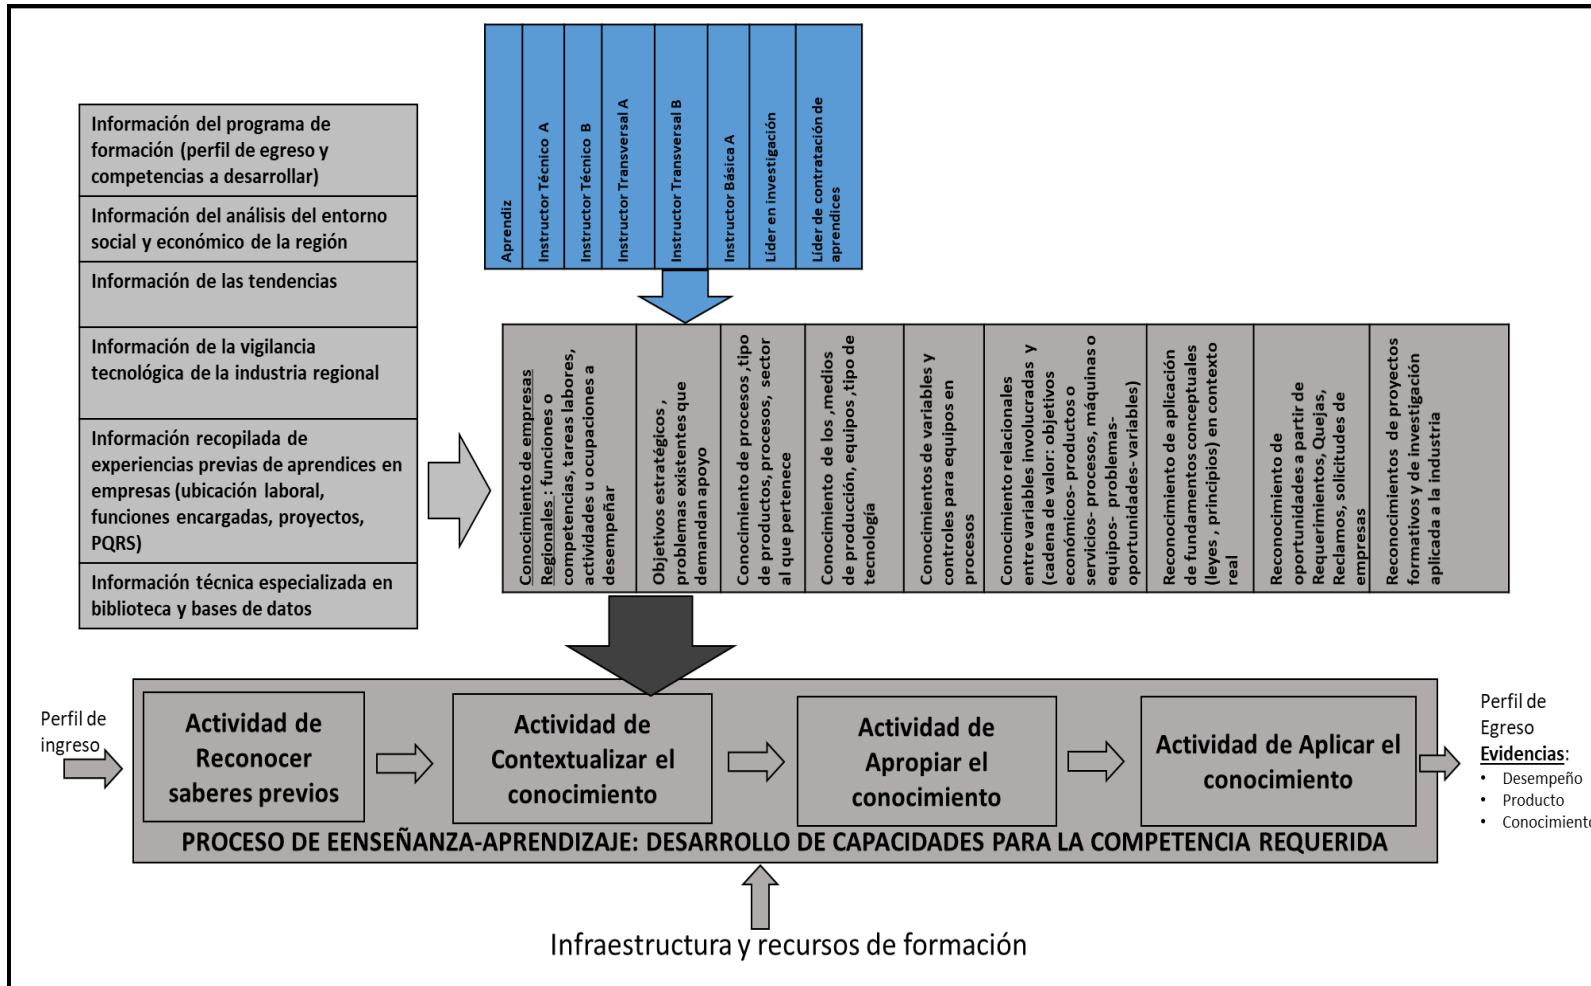 Información del programa de
formación (perfil de egreso y
competencias a desarrollar)
Información del análisis del entorno
social y económico de la región
Información de las tendencias
Información de la vigilancia
tecnológica de la industria regional
Información recopilada de
experiencias previas de aprendices en
empresas (ubicación laboral,
funciones encargadas, proyectos,
PQRS)
Información técnica especializada en
biblioteca y bases de datos
Aprendiz
Instructor Técnico A
Instructor Técnico B
Instructor Transversal A
Instructor Transversal B
Instructor Básica A
Líder en investigación
Líder de contratación de
aprendices
Conocimiento de empresas
Regionales : funciones o
competencias, tareas labores,
actividades u ocupaciones a
desempeñar
Objetivos estratégicos ,
problemas existentes que
demandan apoyo
Conocimiento de procesos ,tipo
de productos, procesos, sector
al que pertenece
Conocimiento de los ,medios
de producción, equipos ,tipo de
tecnología
Conocimientos de variables y
controles para equipos en
procesos
Conocimiento relacionales
entre variables involucradas y
(cadena de valor: objetivos
económicos- productos o
servicios- procesos, máquinas o
equipos- problemas-
oportunidades- variables)
Reconocimiento de aplicación
de fundamentos conceptuales
(leyes , principios) en contexto
real
Reconocimiento de
oportunidades a partir de
Requerimientos, Quejas,
Reclamos, solicitudes de
empresas
Reconocimientos de proyectos
formativos y de investigación
aplicada a la industria
Perfil de
ingreso
Actividad de
Reconocer
saberes previos
Actividad de
Contextualizar el
conocimiento
Actividad de
Apropiar el
conocimiento
Actividad de Aplicar el
conocimiento
PROCESO DE EENSEÑANZA-APRENDIZAJE: DESARROLLO DE CAPACIDADES PARA LA COMPETENCIA REQUERIDA
Perfil de
Egreso
Evidencias:
• Desempeño
• Producto
• Conocimiento
Infraestructura y recursos de formación